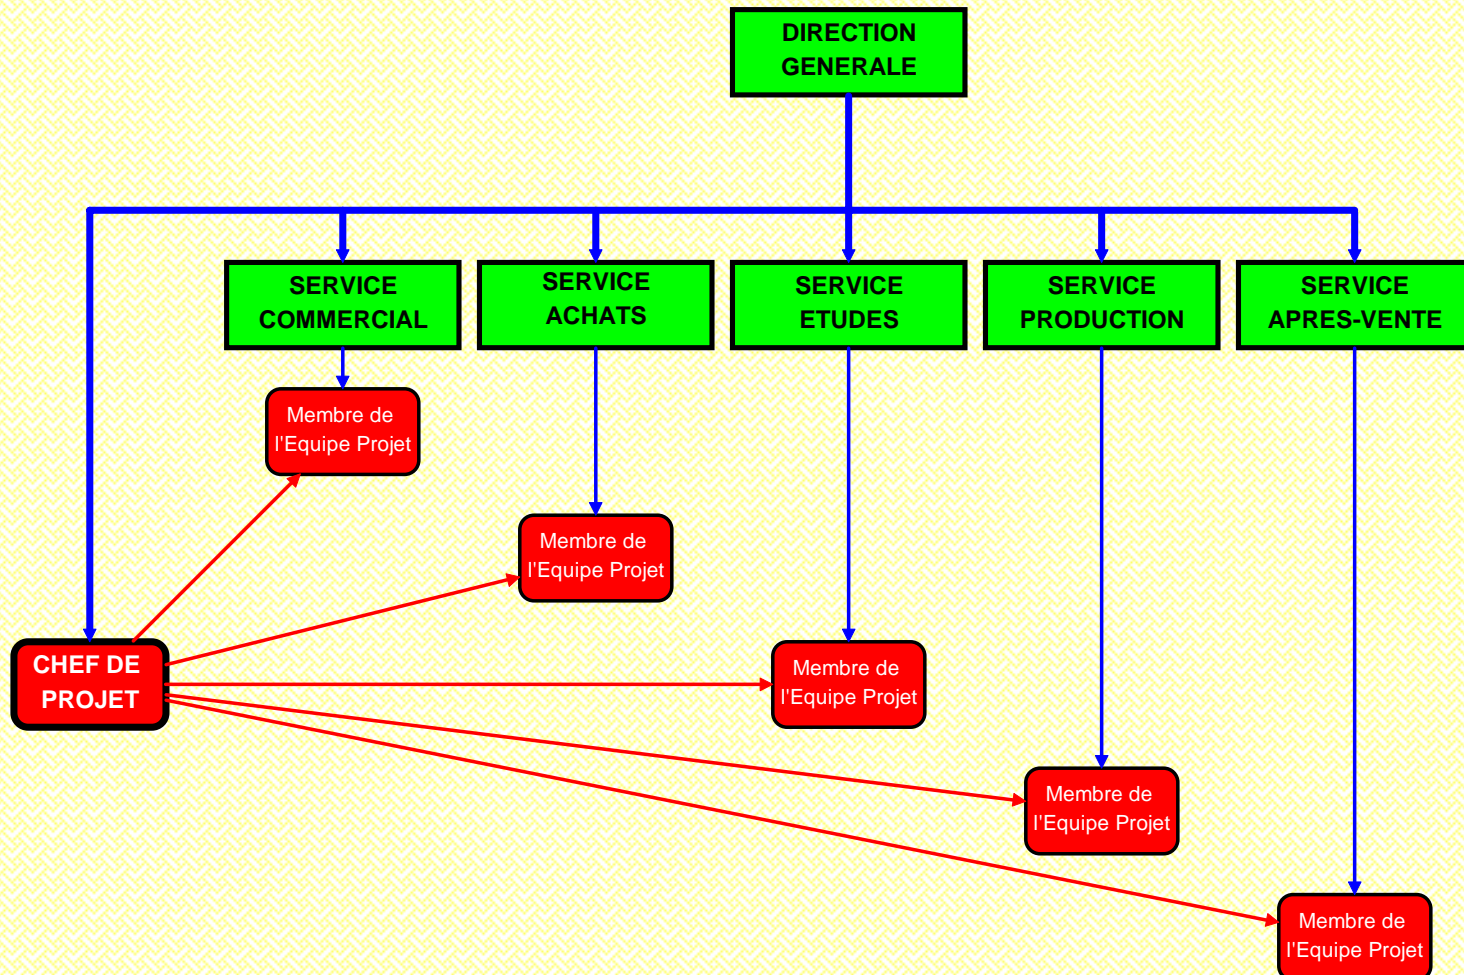 DIRECTION
GENERALE
SERVICE
COMMERCIAL
SERVICE
ACHATS
SERVICE
ETUDES
SERVICE
PRODUCTION
SERVICE
APRES-VENTE
Membre de
l'Equipe Projet
Membre de
l'Equipe Projet
CHEF DE
PROJET
Membre de
l'Equipe Projet
Membre de
l'Equipe Projet
Membre de
l'Equipe Projet